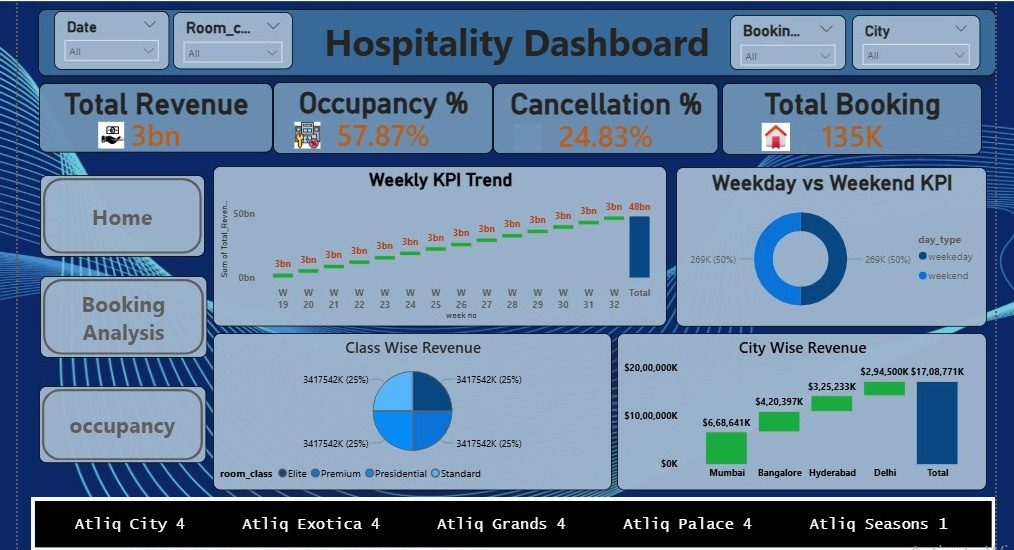 Date
All
Room_c...
All
Hospitality Dashboard
Bookin...
All
City
All
Total Revenue
3bn
Occupancy %
57.87%
Cancellation %
24.83%
Total Booking
135K
Home
Booking
Analysis
occupancy
Weekly KPI Trend
Sum of Total_Reven...
50bn
0bn
3bn 3bn 3bn 3bn 3bn 3bn 3bn 3bn 3bn 3bn 3bn 3bn 3bn 3bn 48bn
W W W W W W W W W W W W W W Total
19 20 21 22 23 24 25 26 27 28 29 30 31 32
week no
Weekday vs Weekend KPI
269K (50%)
269K (50%)
day_type
weekeday
weekend
Class Wise Revenue
3417542K (25%) 3417542K (25%)
3417542K (25%) 3417542K (25%)
room_class Elite Premium Presidential Standard
City Wise Revenue
$20,00,000K
$10,00,000K
$0K
$6,68,641K $4,20,397K $3,25,233K $2,94,500K $17,08,771K
Mumbai Bangalore Hyderabad Delhi Total
Atliq City 4 Atliq Exotica 4 Atliq Grands 4 Atliq Palace 4 Atliq Seasons 1